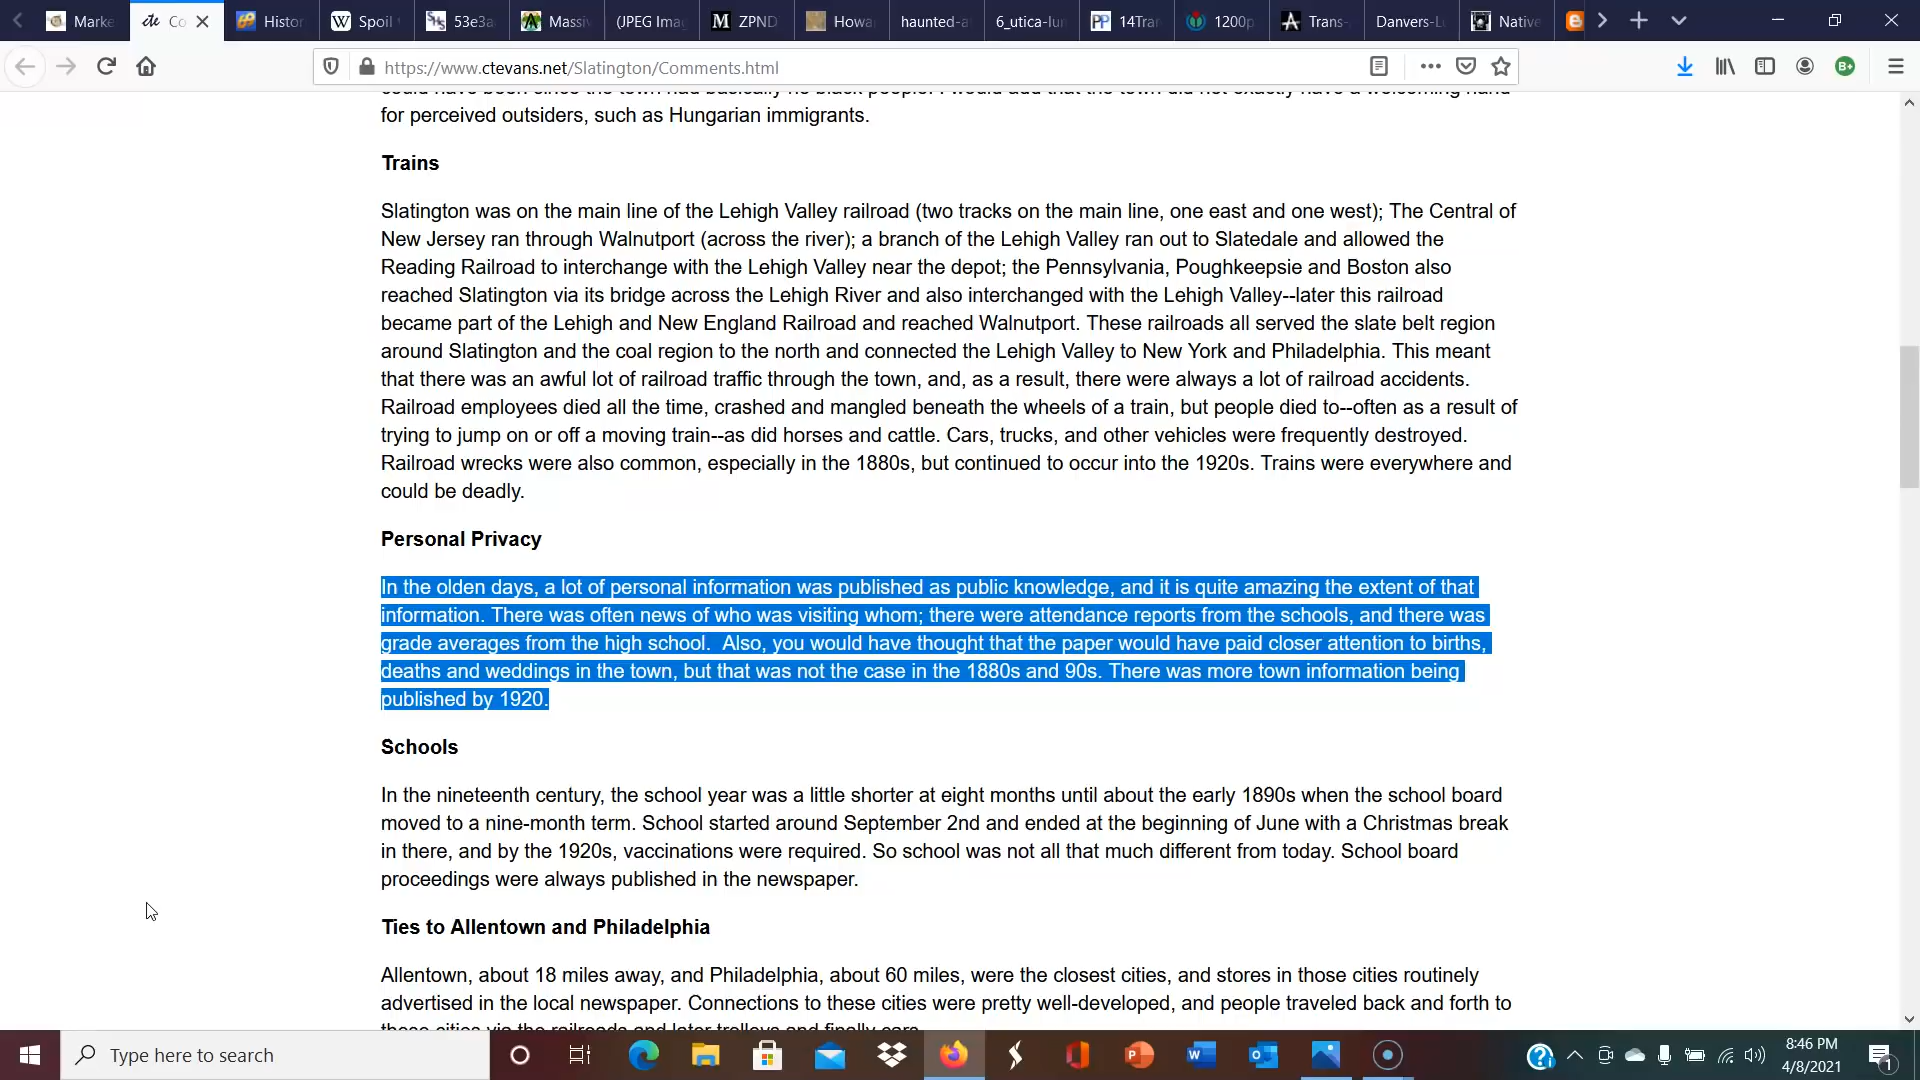 Marke
Co
Histor
Spoil
53e3a
Massiv
(JPEG Imag
ZPND
Howa
haunted-a
6_utica-lun
14Tran
1200p
Trans-
Danvers-Lu
Native
https://www.ctevans.net/Slatington/Comments.html
for perceived outsiders, such as Hungarian immigrants.
Trains
Slatington was on the main line of the Lehigh Valley railroad (two tracks on the main line, one east and one west); The Central of
New Jersey ran through Walnutport (across the river); a branch of the Lehigh Valley ran out to Slatedale and allowed the
Reading Railroad to interchange with the Lehigh Valley near the depot; the Pennsylvania, Poughkeepsie and Boston also
reached Slatington via its bridge across the Lehigh River and also interchanged with the Lehigh Valley--later this railroad
became part of the Lehigh and New England Railroad and reached Walnutport. These railroads all served the slate belt region
around Slatington and the coal region to the north and connected the Lehigh Valley to New York and Philadelphia. This meant
that there was an awful lot of railroad traffic through the town, and, as a result, there were always a lot of railroad accidents.
Railroad employees died all the time, crashed and mangled beneath the wheels of a train, but people died to--often as a result of
trying to jump on or off a moving train--as did horses and cattle. Cars, trucks, and other vehicles were frequently destroyed.
Railroad wrecks were also common, especially in the 1880s, but continued to occur into the 1920s. Trains were everywhere and
could be deadly.
Personal Privacy
In the olden days, a lot of personal information was published as public knowledge, and it is quite amazing the extent of that
information. There was often news of who was visiting whom; there were attendance reports from the schools, and there was
grade averages from the high school.  Also, you would have thought that the paper would have paid closer attention to births,
deaths and weddings in the town, but that was not the case in the 1880s and 90s. There was more town information being
published by 1920.
Schools
In the nineteenth century, the school year was a little shorter at eight months until about the early 1890s when the school board
moved to a nine-month term. School started around September 2nd and ended at the beginning of June with a Christmas break
in there, and by the 1920s, vaccinations were required. So school was not all that much different from today. School board
proceedings were always published in the newspaper.
Ties to Allentown and Philadelphia
Allentown, about 18 miles away, and Philadelphia, about 60 miles, were the closest cities, and stores in those cities routinely
advertised in the local newspaper. Connections to these cities were pretty well-developed, and people traveled back and forth to
Type here to search
8:46 PM
4/8/2021
1